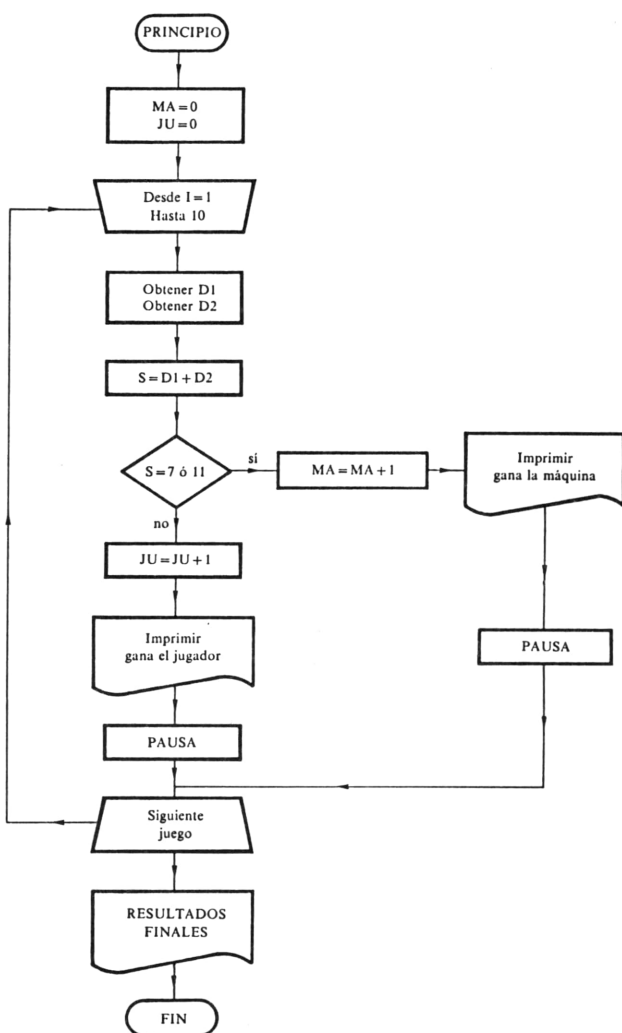 PRINCIPIO
MA=0
JU=0
Desde I=1
Hasta 10
Obtener D1
Obtener D2
S=D1+D2
S=7 ó 11
sí
MA=MA+1
Imprimir
gana la máquina
no
JU=JU+1
Imprimir
gana el jugador
PAUSA
PAUSA
Siguiente
juego
RESULTADOS
FINALES
FIN